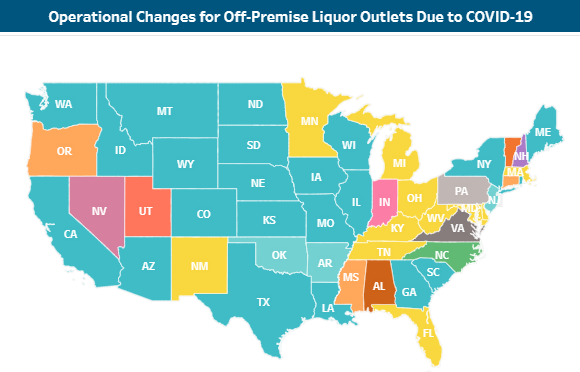 Operational Changes for Off-Premise Liquor Outlets Due to COVID-19
WA
MT
ND
MN
ME
OR
ID
SD
WI
MI
NY
NH
MA
WY
IA
PA
NE
NV
UT
CO
IL
IN
OH
NJ
MD
CA
KS
MO
WV
VA
KY
NC
AZ
NM
OK
AR
TN
SC
MS
AL
GA
TX
LA
FL